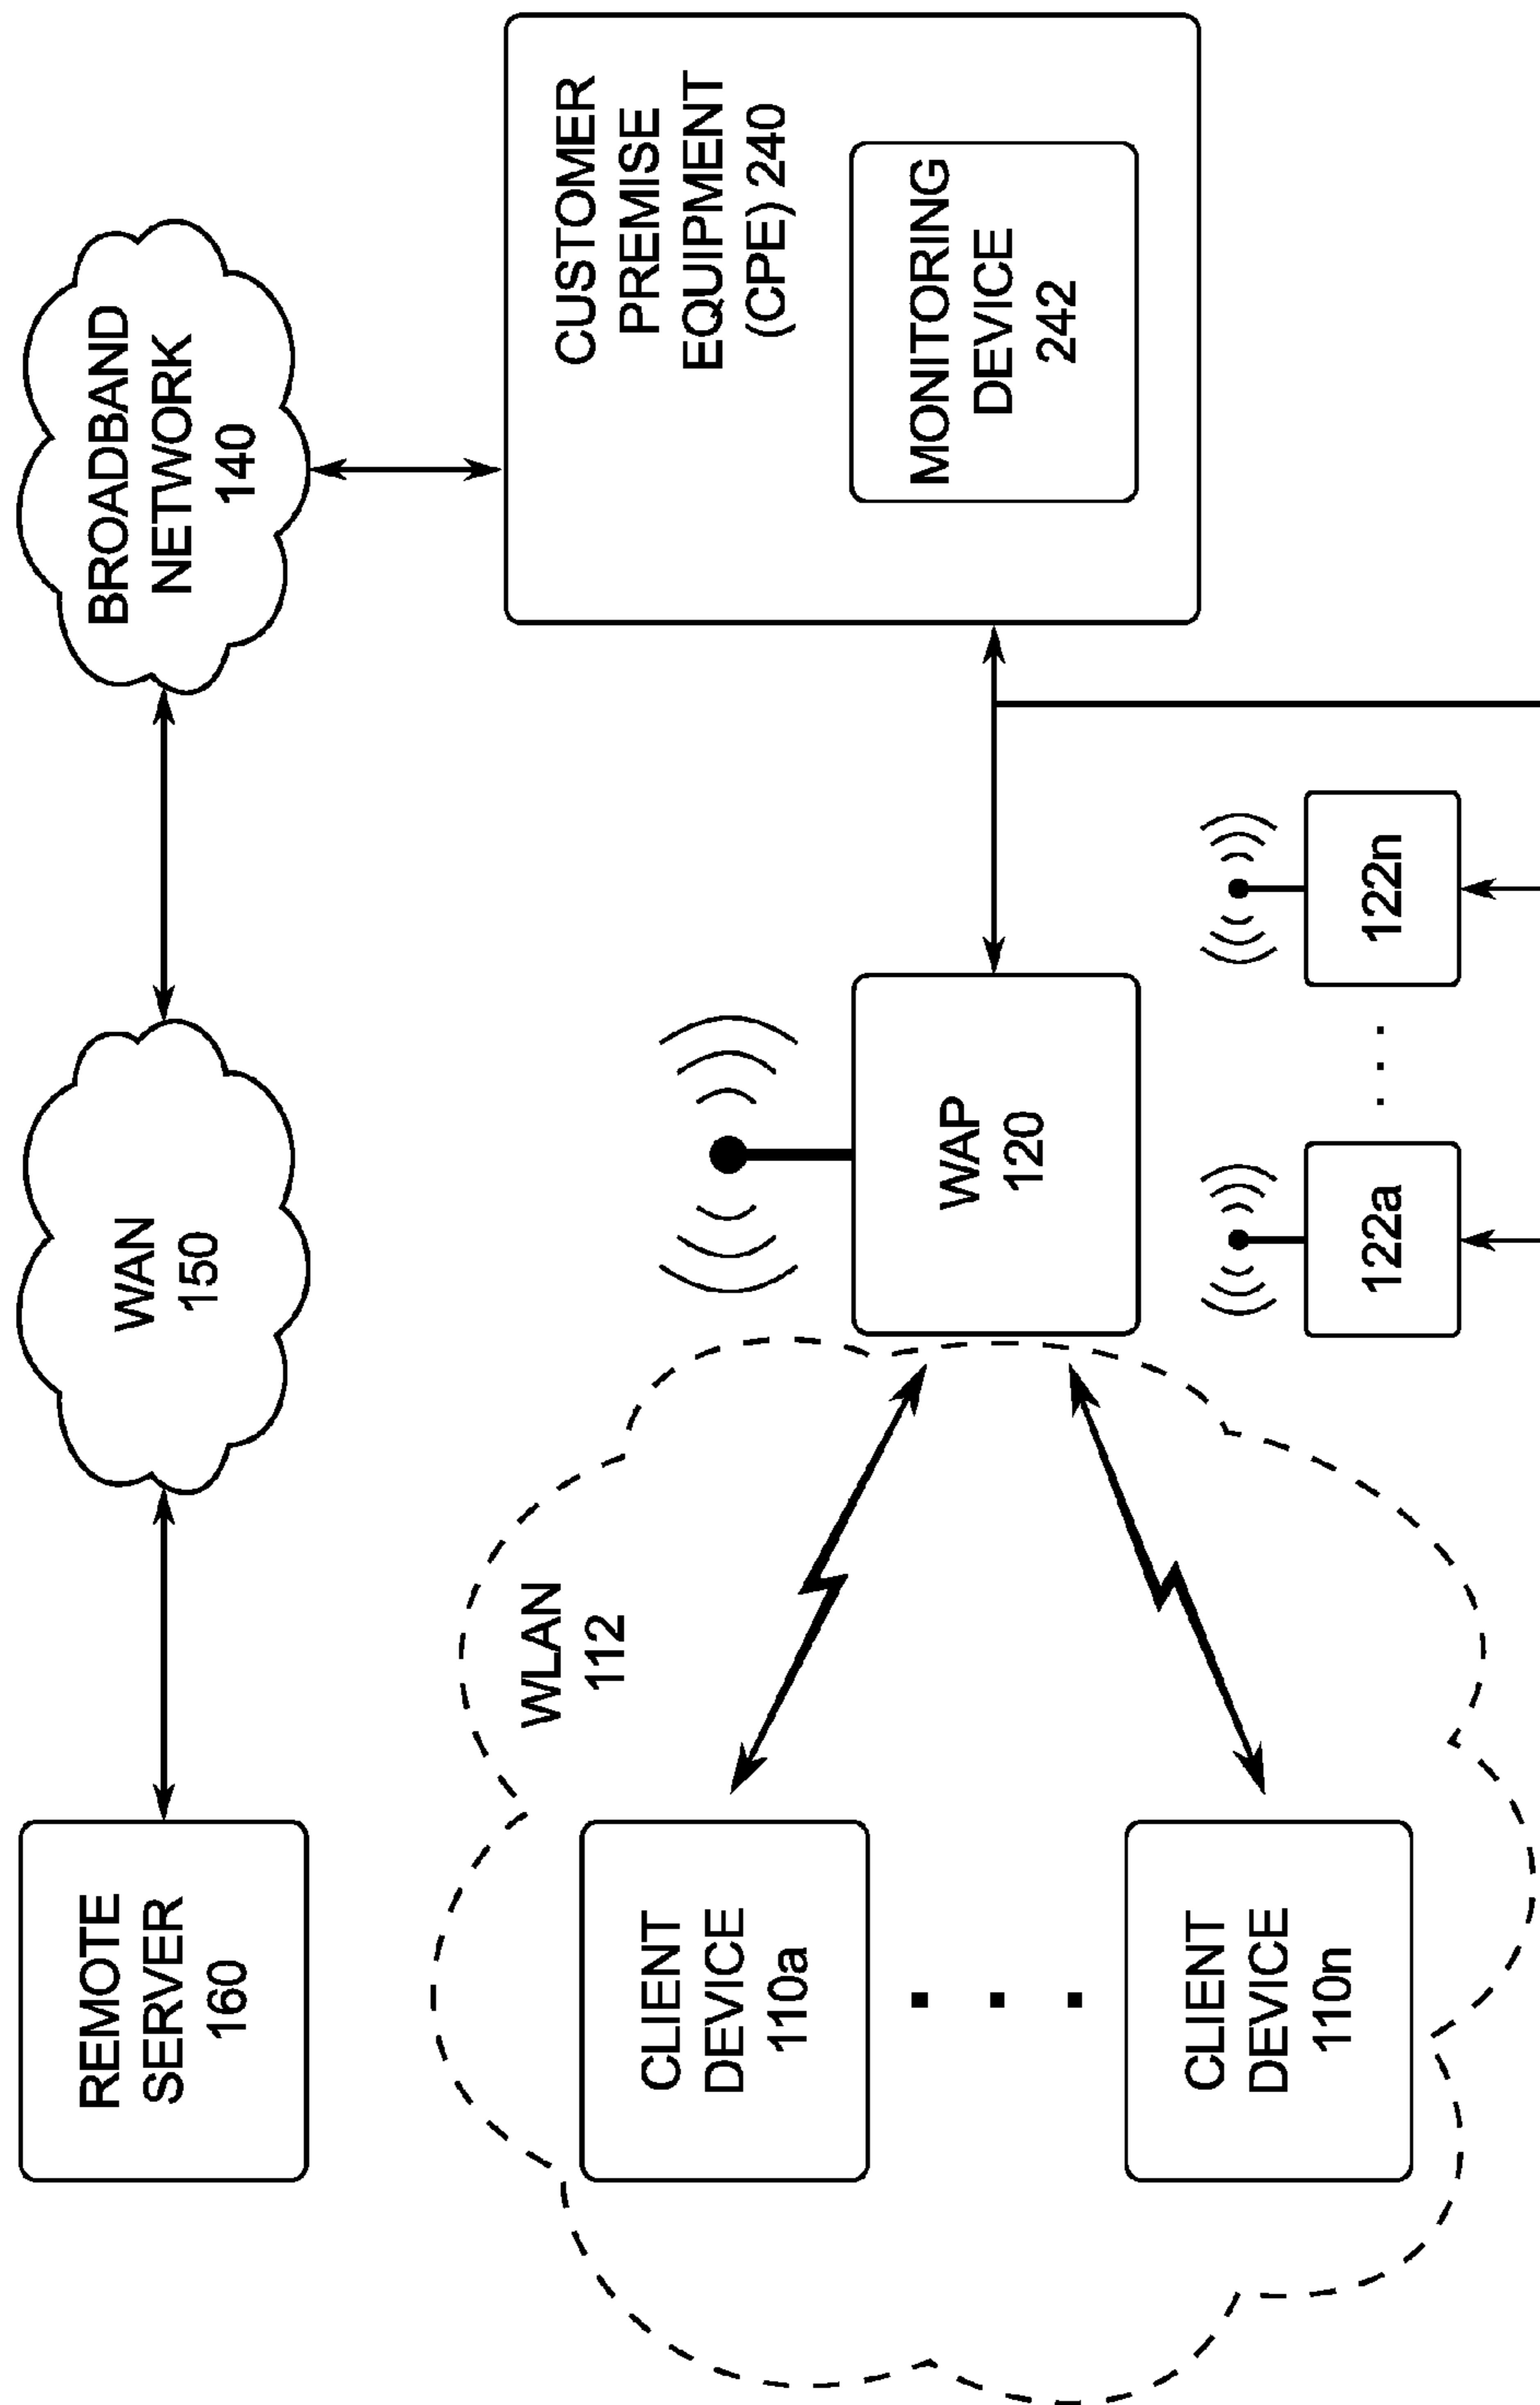 REMOTE
SERVER
160
WAN
150
BROADBAND
NETWORK
140
WLAN
112
CLIENT
DEVICE
110a
CLIENT
DEVICE
110n
WAP
120
CUSTOMER
PREMISE
EQUIPMENT
(CPE) 240
MONITORING
DEVICE
242
122a
122n